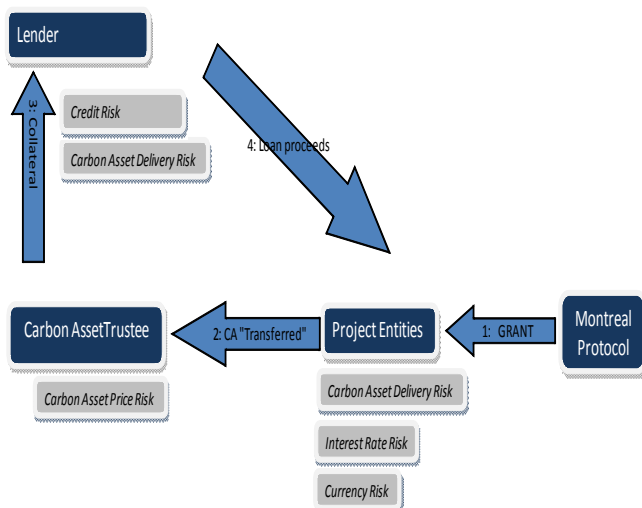 Lender
3: Collateral
Credit Risk
Carbon Asset Delivery Risk
4: Loan proceeds
Carbon AssetTrustee
2: CA "Transferred"
Project Entities
1: GRANT
Montreal
Protocol
Carbon Asset Price Risk
Carbon Asset Delivery Risk
Interest Rate Risk
Currency Risk